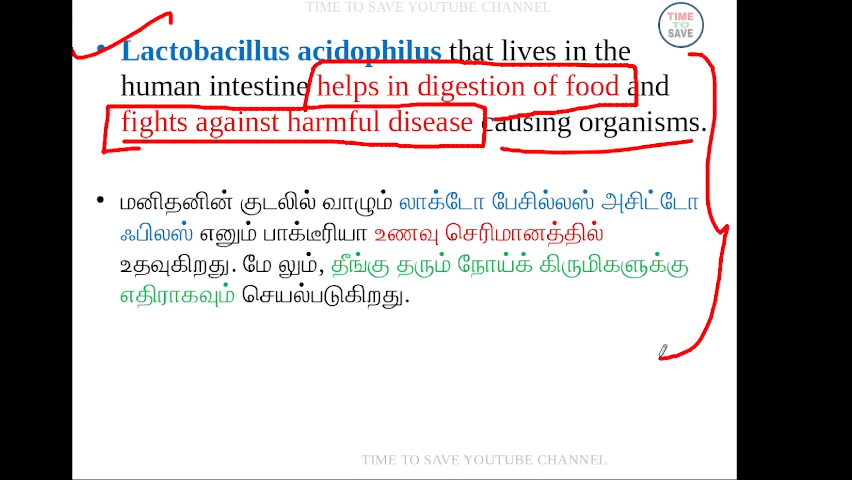 TIME TO SAVE YOUTUBE CHANNEL
TIME
TO
SAVE
• Lactobacillus acidophilus that lives in the
human intestine helps in digestion of food and
fights against harmful disease causing organisms.
• மனிதனின் குடலில் வாழும் லாக்டோ பேசில்லஸ் அசிட்டோ
ஃபிலஸ் எனும் பாக்டீரியா உணவு செரிமானத்தில்
உதவுகிறது. மே லும், தீங்கு தரும் நோய்க் கிருமிகளுக்கு
எதிராகவும் செயல்படுகிறது.
TIME TO SAVE YOUTUBE CHANNEL